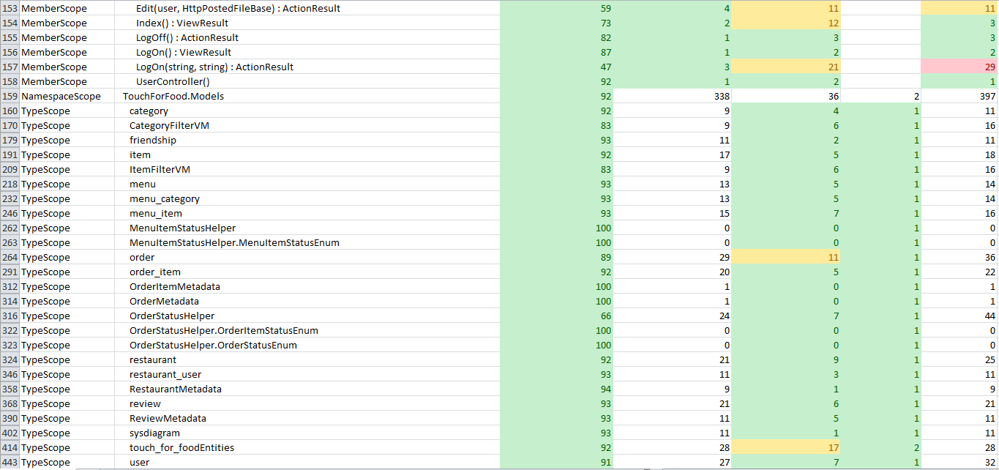 153 MemberScope Edit(user, HttpPostedFileBase) : ActionResult 59 4 11 11
154 MemberScope Index() : ViewResult 73 2 12 3
155 MemberScope LogOff() : ActionResult 82 1 3 3
156 MemberScope LogOn() : ViewResult 87 1 2 2
157 MemberScope LogOn(string, string) : ActionResult 47 3 21 29
158 MemberScope UserController() 92 1 2 1
159 NamespaceScope TouchForFood.Models 92 338 36 2 397
160 TypeScope category 92 9 4 1 11
170 TypeScope CategoryFilterVM 83 9 6 1 16
179 TypeScope friendship 93 11 2 1 11
191 TypeScope item 92 17 5 1 18
209 TypeScope ItemFilterVM 83 9 6 1 16
218 TypeScope menu 93 13 5 1 14
232 TypeScope menu_category 93 13 5 1 14
246 TypeScope menu_item 93 15 7 1 16
262 TypeScope MenuItemStatusHelper 100 0 0 1 0
263 TypeScope MenuItemStatusHelper.MenuItemStatusEnum 100 0 0 1 0
264 TypeScope order 89 29 11 1 36
291 TypeScope order_item 92 20 5 1 22
312 TypeScope OrderItemMetadata 100 1 0 1 1
314 TypeScope OrderMetadata 100 1 0 1 1
316 TypeScope OrderStatusHelper 66 24 7 1 44
322 TypeScope OrderStatusHelper.OrderItemStatusEnum 100 0 0 1 0
323 TypeScope OrderStatusHelper.OrderStatusEnum 100 0 0 1 0
324 TypeScope restaurant 92 21 9 1 25
346 TypeScope restaurant_user 93 11 3 1 11
358 TypeScope RestaurantMetadata 94 9 1 1 9
368 TypeScope review 93 21 6 1 21
390 TypeScope ReviewMetadata 93 11 5 1 11
402 TypeScope sysdiagram 93 11 1 1 11
414 TypeScope touch_for_foodEntities 92 28 17 2 28
443 TypeScope user 91 27 7 1 32